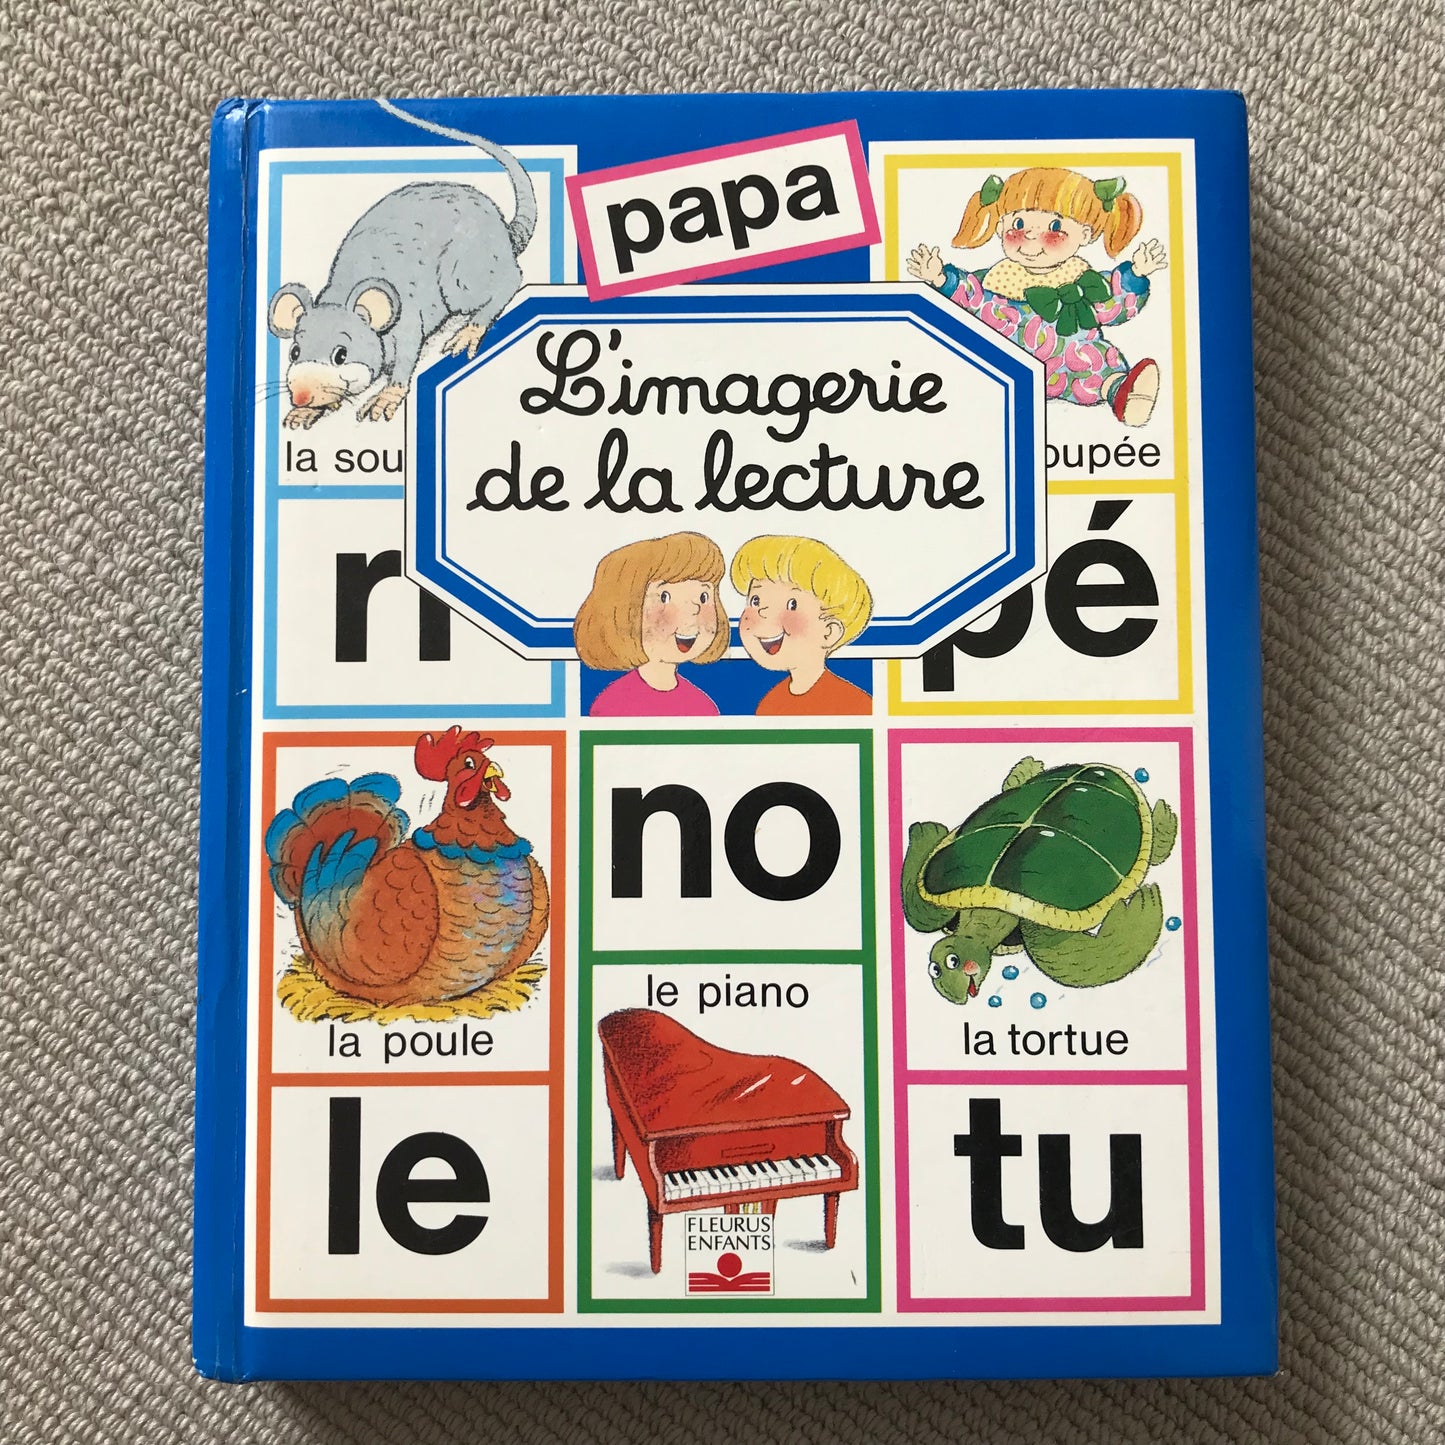 papa
L'imagerie
de la lecture
la sou
oupée
pé
la poule
le
no
le piano
FLEURUS
ENFANTS
la tortue
tu